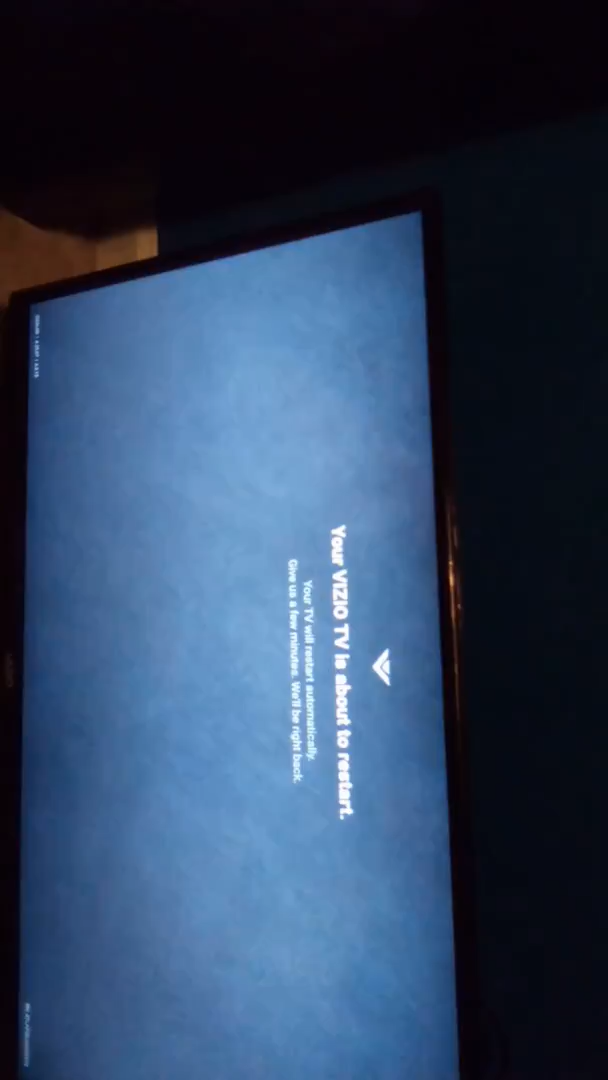 Your VIZIO TV is about to restart.
Your TV will restart automatically.
Give us a few minutes. We'll be right back.